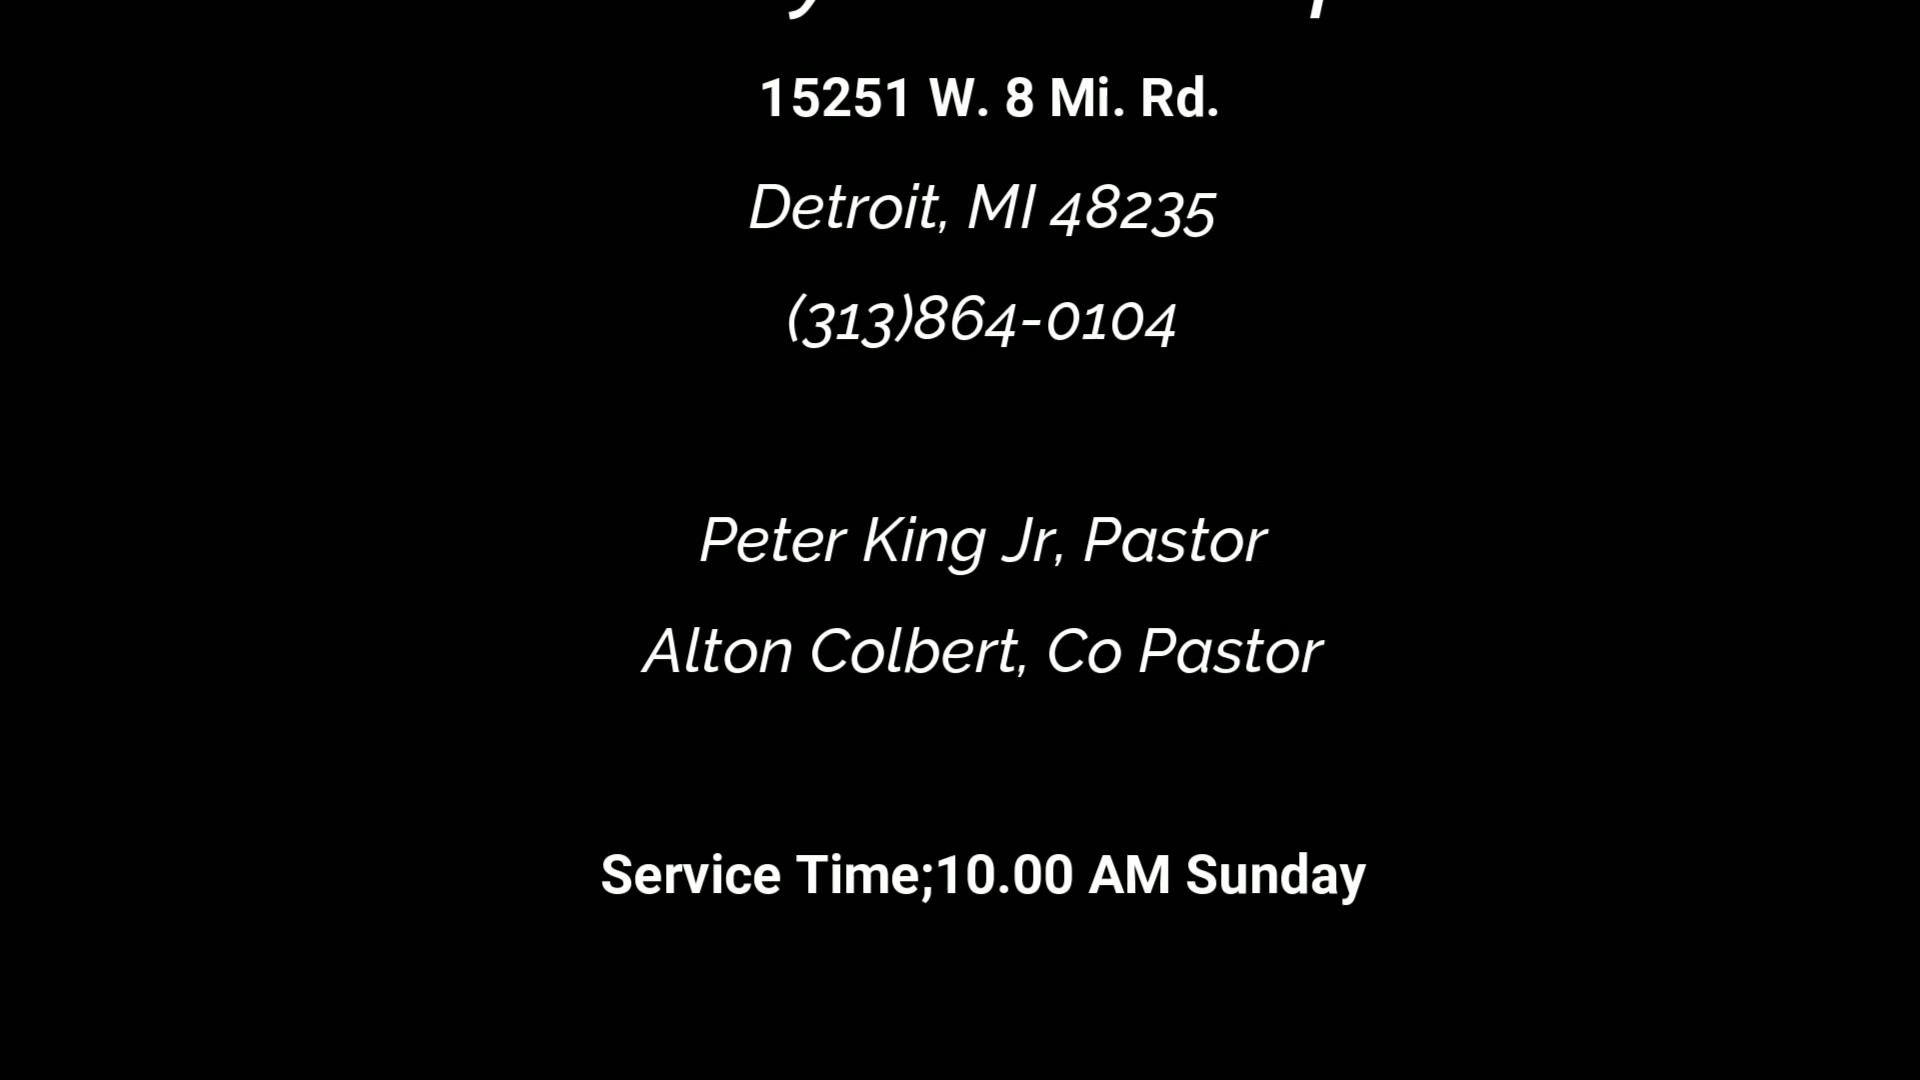 15251 W. 8 Mi. Rd.
Detroit, MI 48235
(313)864-0104
Peter King Jr, Pastor
Alton Colbert, Co Pastor
Service Time;10.00 AM Sunday